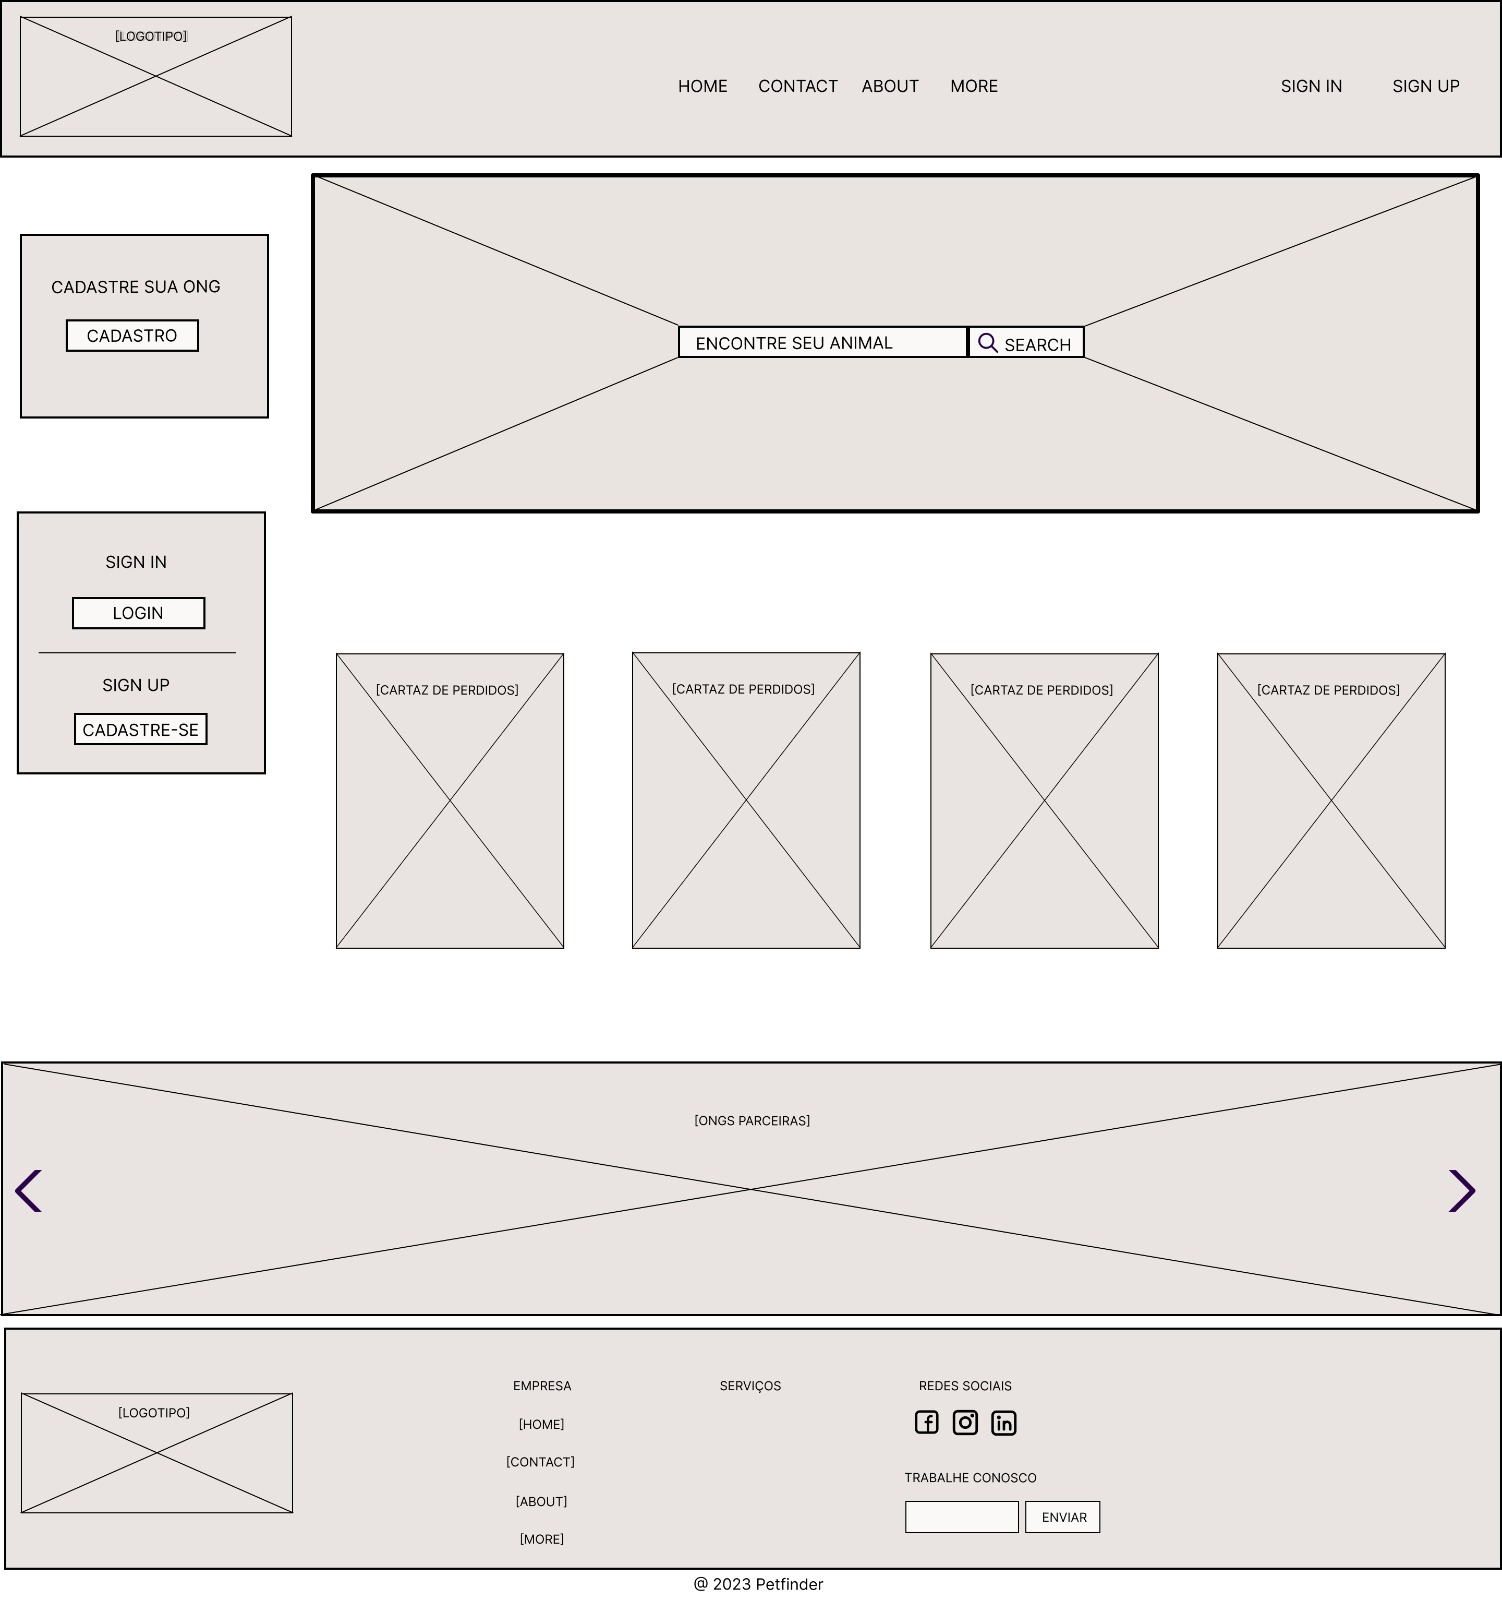 [LOGOTIPO]
HOME
CONTACT
ABOUT
MORE
SIGN IN
SIGN UP
CADASTRE SUA ONG
CADASTRO
ENCONTRE SEU ANIMAL
SEARCH
SIGN IN
LOGIN
SIGN UP
CADASTRE-SE
[CARTAZ DE PERDIDOS]
[CARTAZ DE PERDIDOS]
[CARTAZ DE PERDIDOS]
[CARTAZ DE PERDIDOS]
[ONGS PARCEIRAS]
[LOGOTIPO]
EMPRESA
[HOME]
[CONTACT]
[ABOUT]
[MORE]
SERVIÇOS
REDES SOCIAIS
TRABALHE CONOSCO
ENVIAR
@ 2023 Petfinder